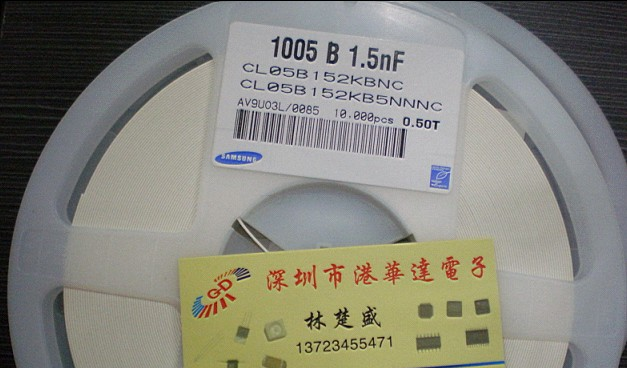 1005 B 1.5nF
CL05B152KBNC
CL05B152KB5NNNC
AV9U03L/0085 10.000pcs 0.50T
SAMSUNG
GD
深圳市港華達電子
林楚盛
13723455471